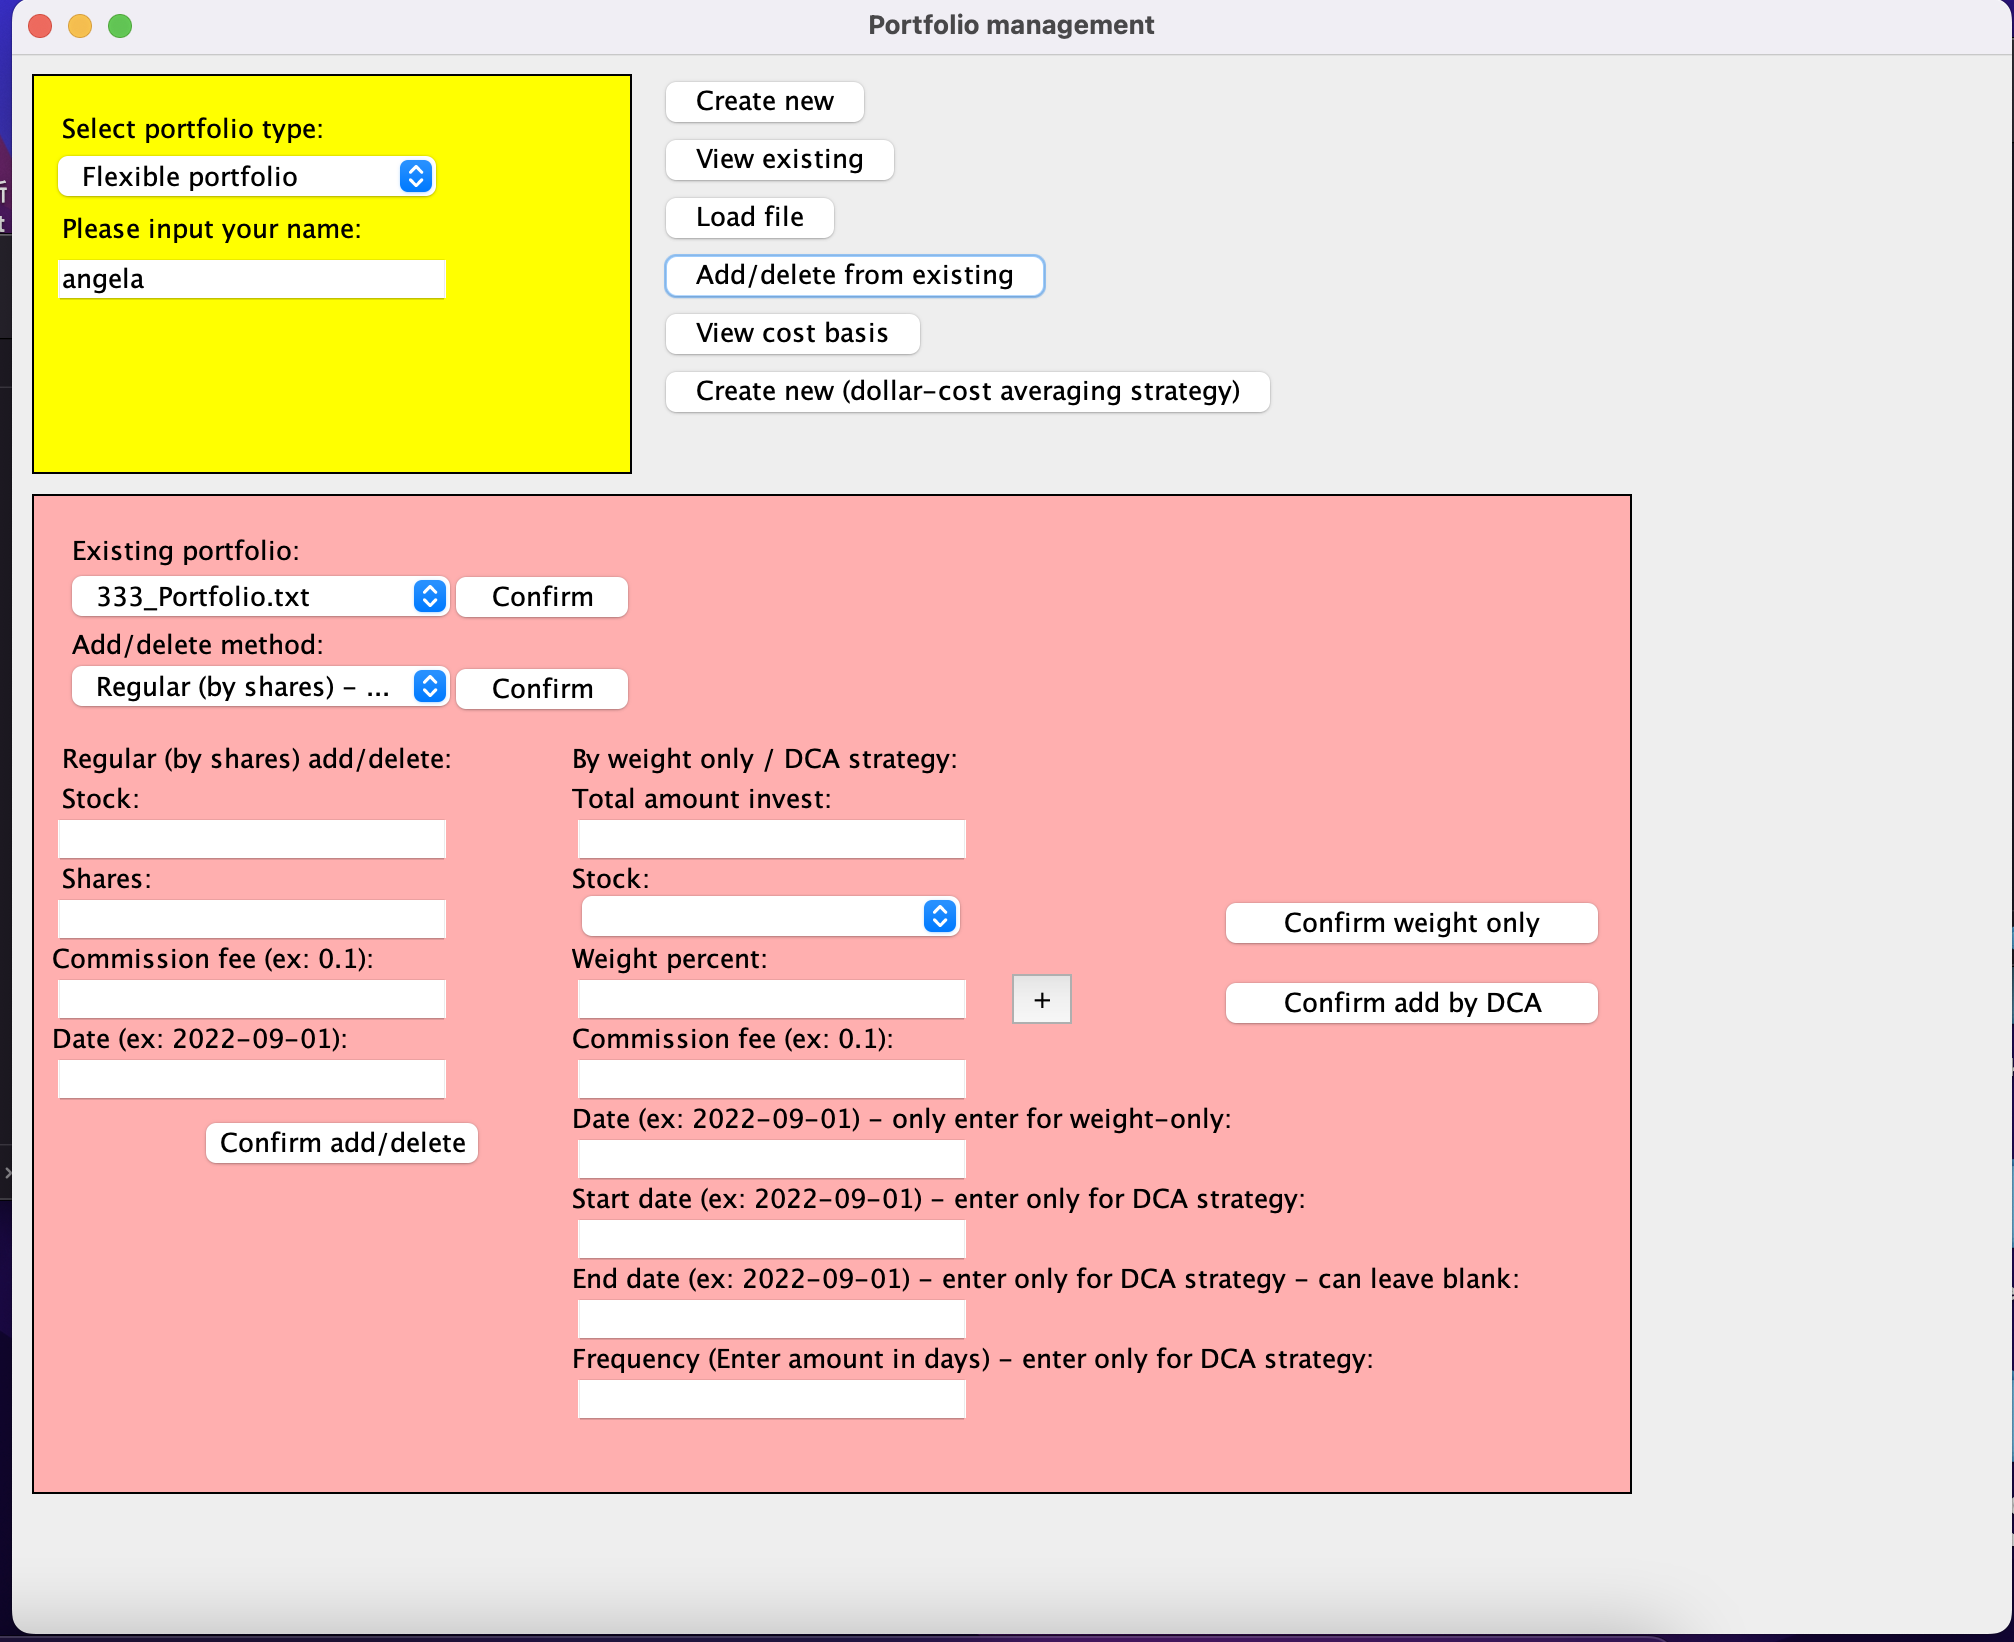 Portfolio management
Select portfolio type:
Flexible portfolio
Please input your name:
angela
Create new
View existing
Load file
Add/delete from existing
View cost basis
Create new (dollar-cost averaging strategy)
Existing portfolio:
333_Portfolio.txt
Confirm
Add/delete method:
Regular (by shares) - ...
Confirm
Regular (by shares) add/delete:
Stock:
Shares:
Commission fee (ex: 0.1):
Date (ex: 2022-09-01):
Confirm add/delete
By weight only / DCA strategy:
Total amount invest:
Stock:
Weight percent:
+
Commission fee (ex: 0.1):
Date (ex: 2022-09-01) - only enter for weight-only:
Start date (ex: 2022-09-01) - enter only for DCA strategy:
End date (ex: 2022-09-01) - enter only for DCA strategy - can leave blank:
Frequency (Enter amount in days) - enter only for DCA strategy:
Confirm weight only
Confirm add by DCA